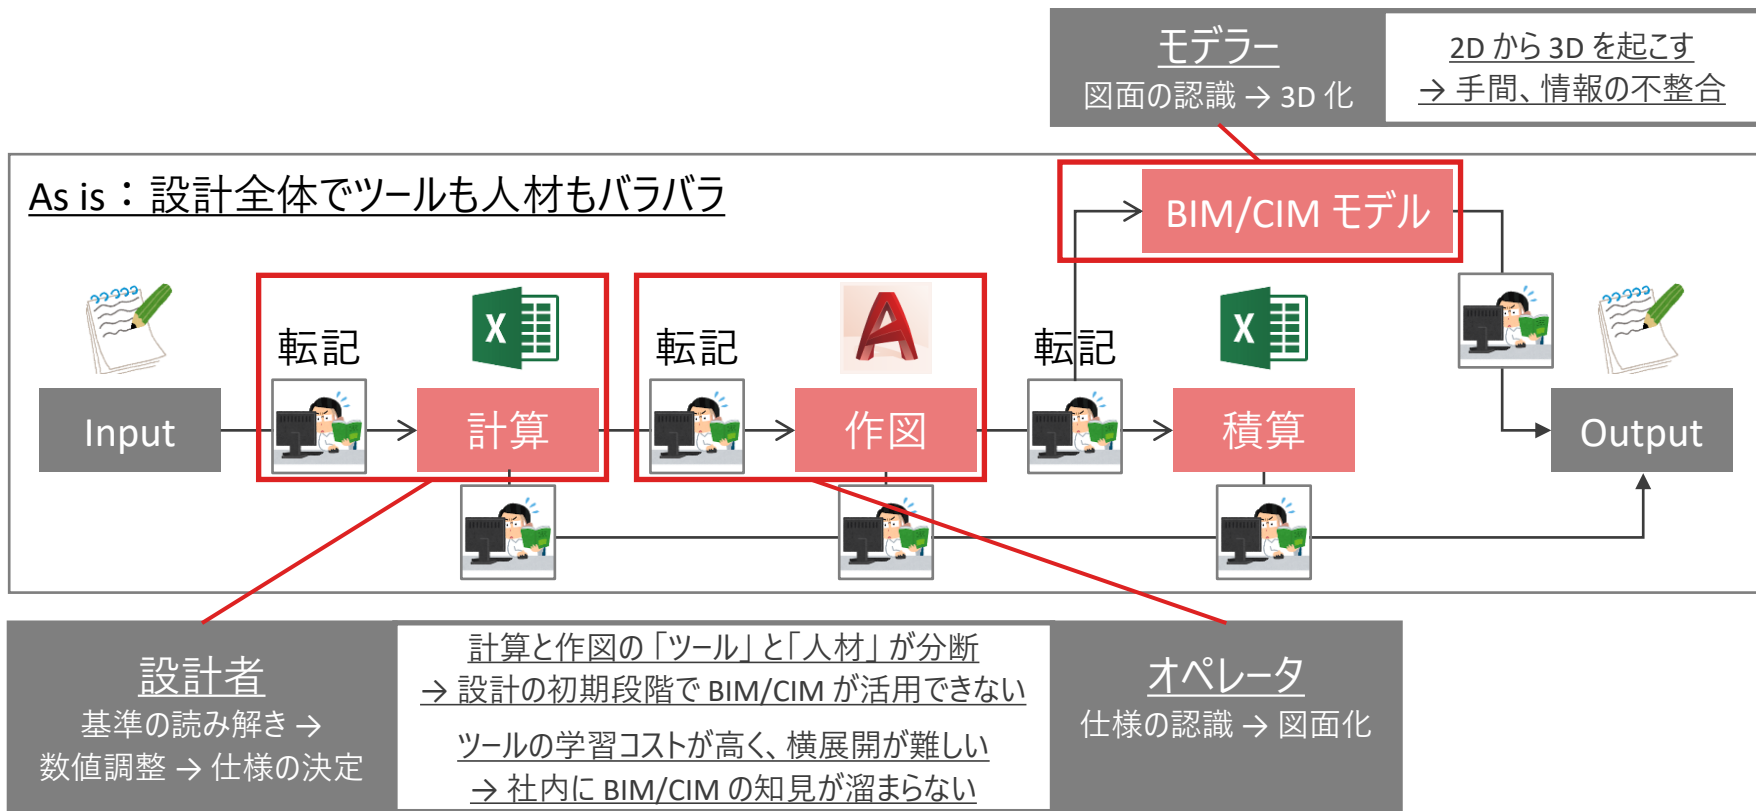 モデラー
図面の認識 → 3D 化
2D から 3D を起こす
→ 手間、情報の不整合
As is：設計全体でツールも人材もバラバラ
BIM/CIM モデル
転記
X
転記
A
転記
X
Input
計算
作図
積算
Output
設計者
基準の読み解き →
数値調整 → 仕様の決定
計算と作図の「ツール」と「人材」が分断
→ 設計の初期段階で BIM/CIM が活用できない
ツールの学習コストが高く、横展開が難しい
→ 社内に BIM/CIM の知見が溜まらない
オペレータ
仕様の認識 → 図面化